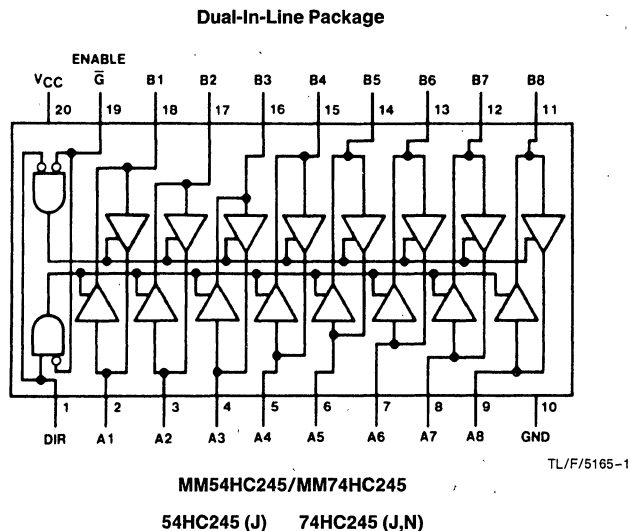 Dual-In-Line Package
ENABLE
VCC G̅ B1 B2 B3 B4 B5 B6 B7 B8
20 19 18 17 16 15 14 13 12 11
1 2 3 4 5 6 7 8 9 10
DIR A1 A2 A3 A4 A5 A6 A7 A8 GND
TL/F/5165-1
MM54HC245/MM74HC245
54HC245 (J) 74HC245 (J,N)